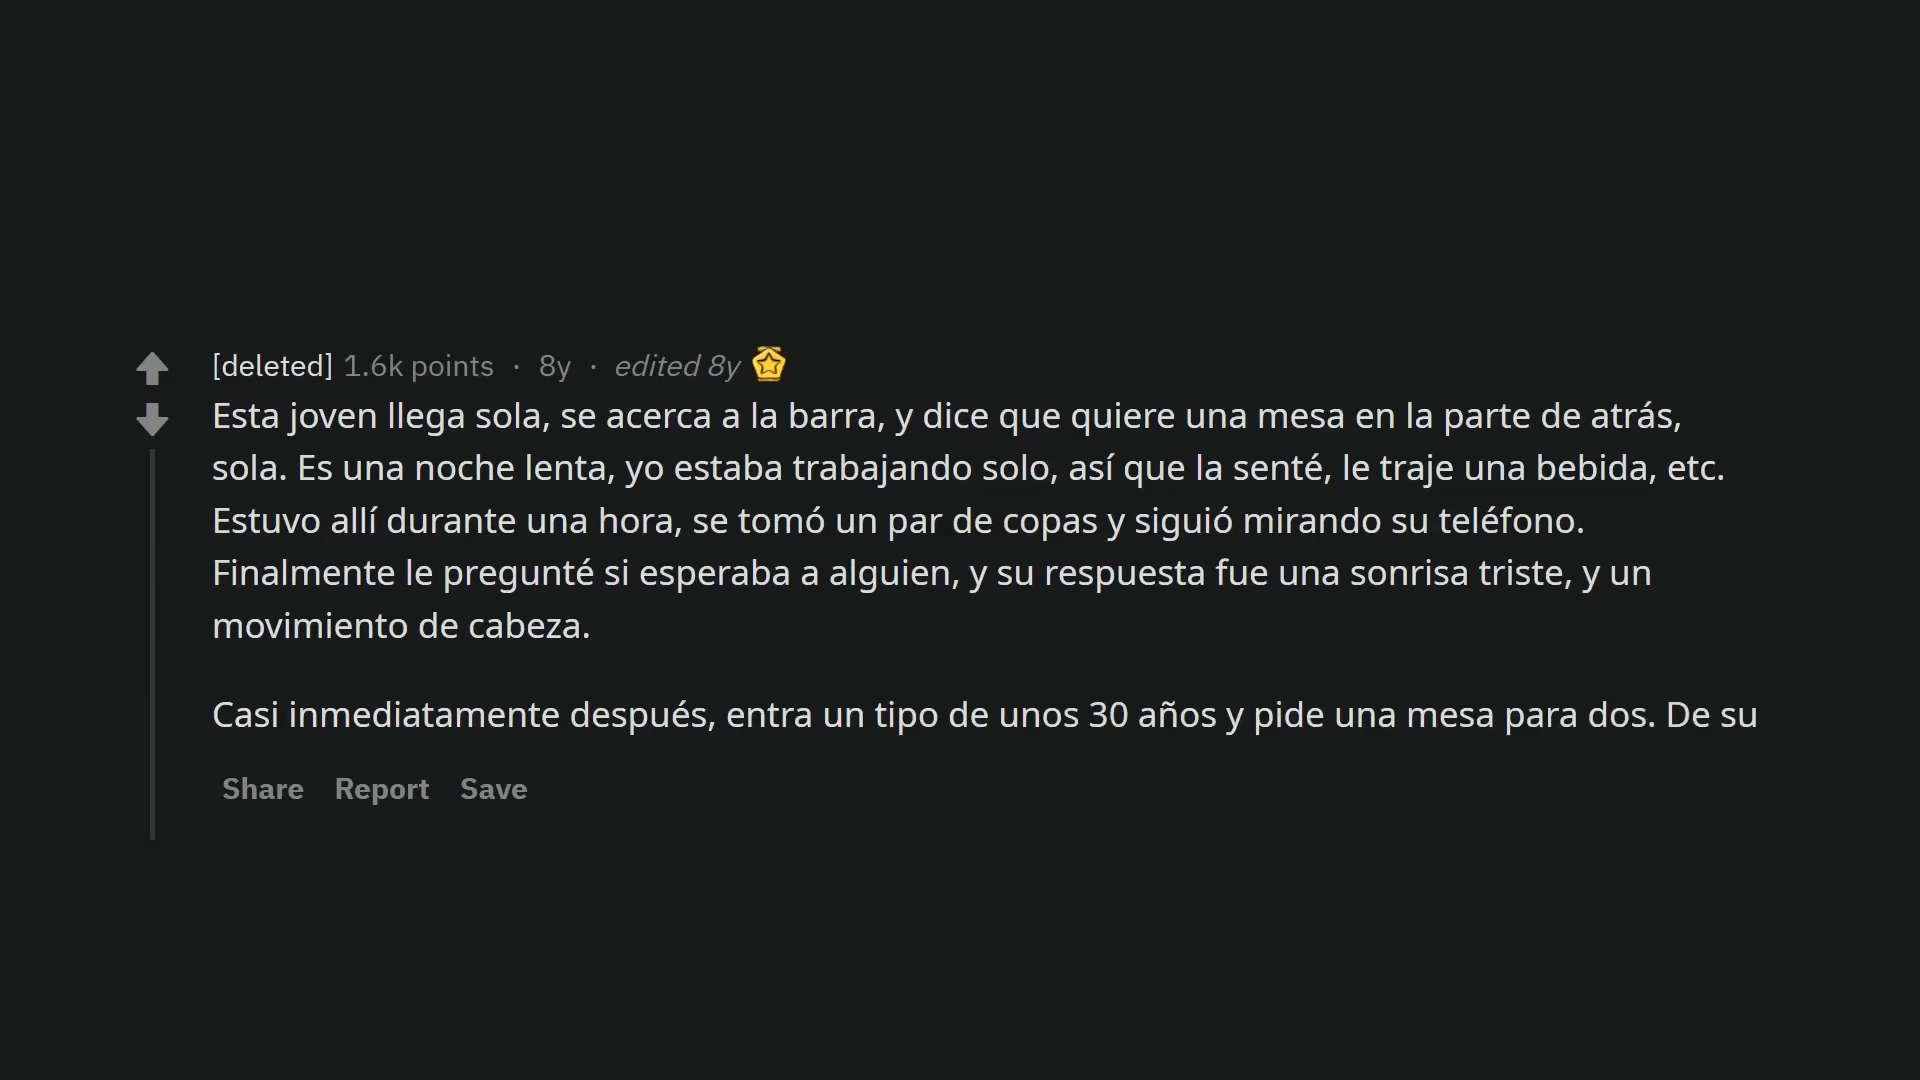 [deleted] 1.6k points · 8y · edited 8y
Esta joven llega sola, se acerca a la barra, y dice que quiere una mesa en la parte de atrás,
sola. Es una noche lenta, yo estaba trabajando solo, así que la senté, le traje una bebida, etc.
Estuvo allí durante una hora, se tomó un par de copas y siguió mirando su teléfono.
Finalmente le pregunté si esperaba a alguien, y su respuesta fue una sonrisa triste, y un
movimiento de cabeza.
Casi inmediatamente después, entra un tipo de unos 30 años y pide una mesa para dos. De su
Share Report Save